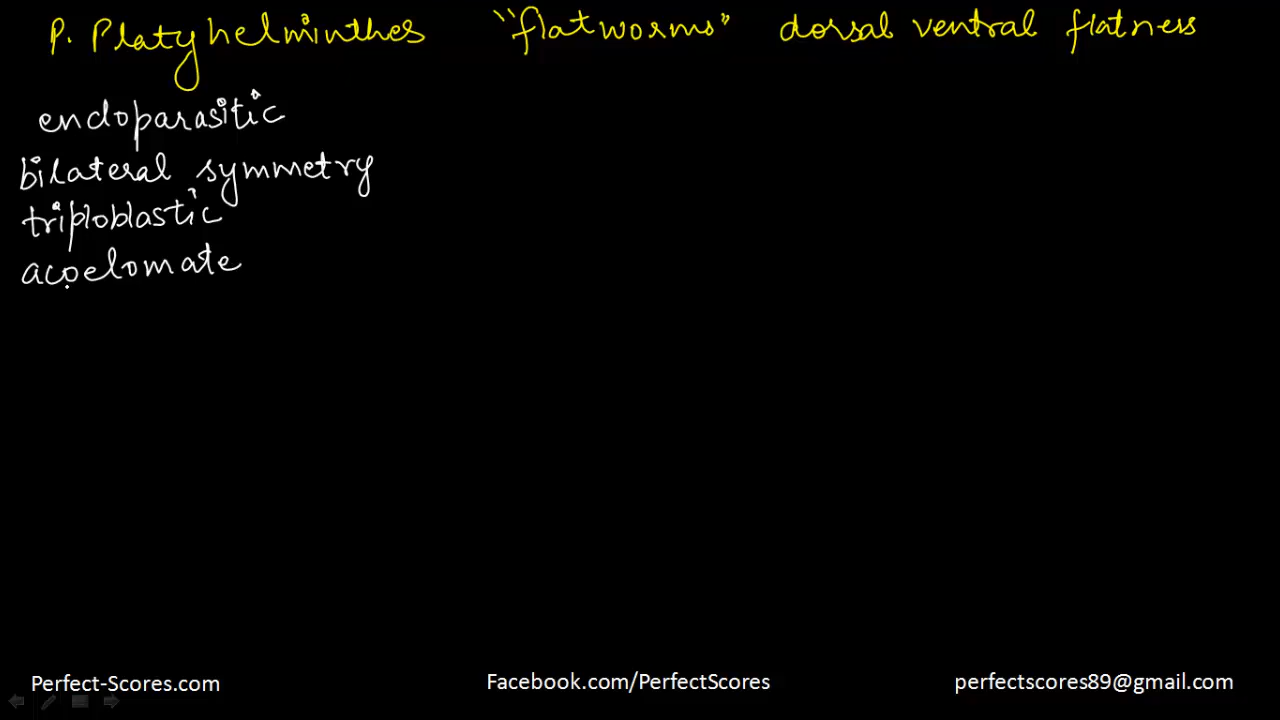 P. Platyhelminthes "flatworms" dorsal ventral flatness
endoparasitic
bilateral symmetry
triploblastic
acoelomate
Perfect-Scores.com Facebook.com/PerfectScores perfectscores89@gmail.com